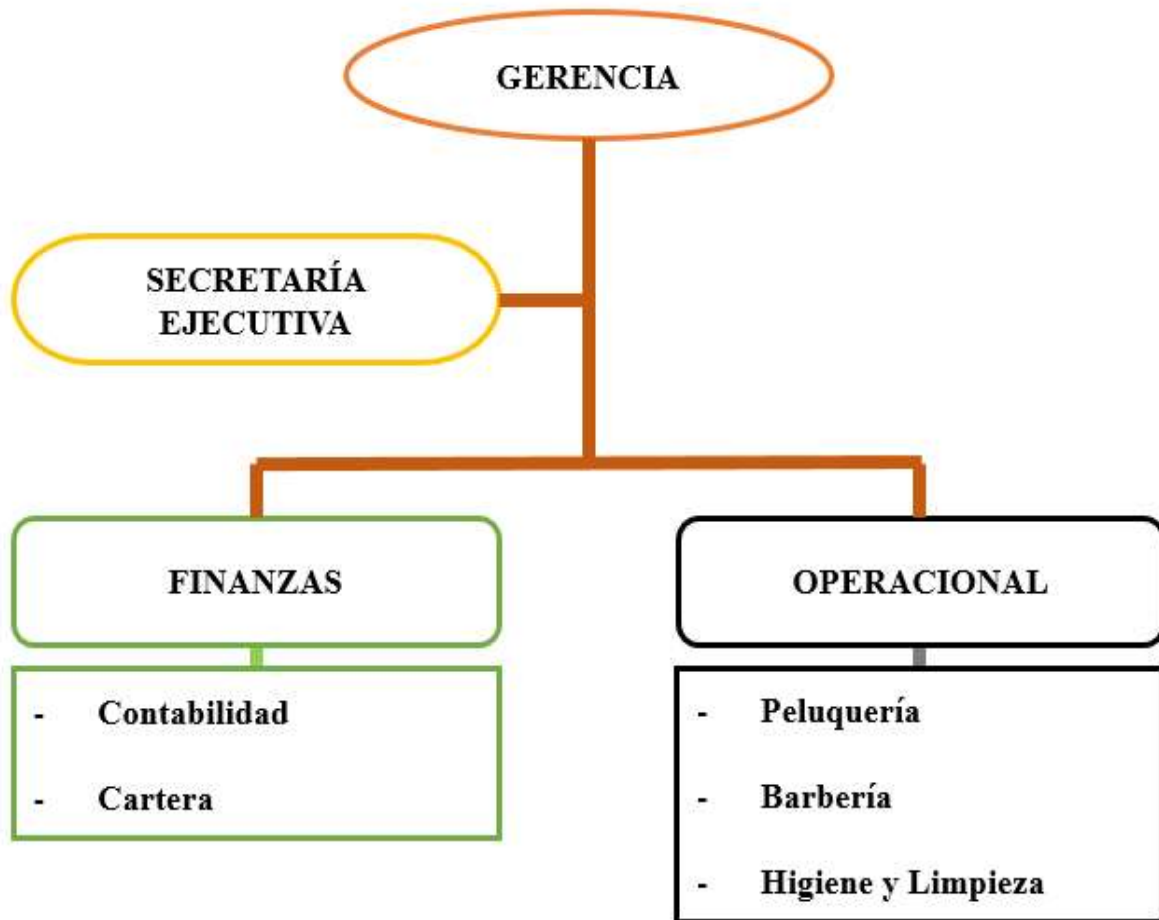 GERENCIA
SECRETARÍA
EJECUTIVA
FINANZAS
- Contabilidad
- Cartera
OPERACIONAL
- Peluquería
- Barbería
- Higiene y Limpieza